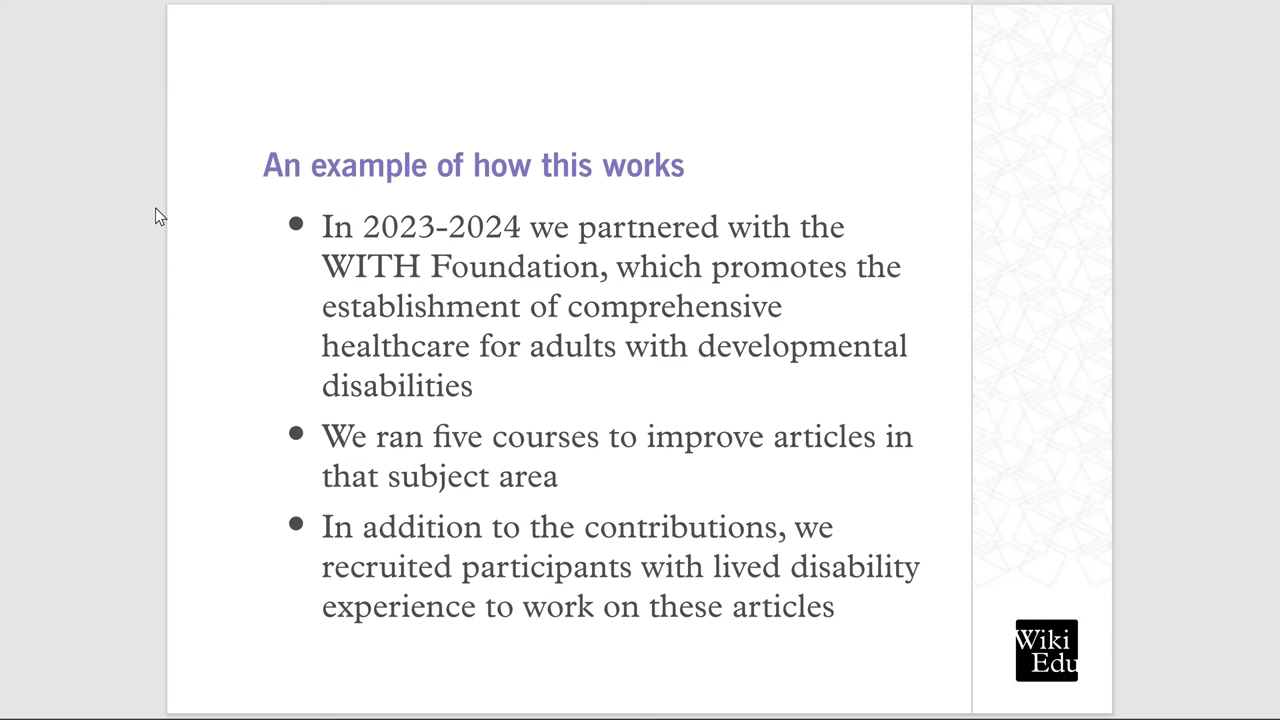 An example of how this works
• In 2023-2024 we partnered with the
WITH Foundation, which promotes the
establishment of comprehensive
healthcare for adults with developmental
disabilities
• We ran five courses to improve articles in
that subject area
• In addition to the contributions, we
recruited participants with lived disability
experience to work on these articles
Wiki
Edu